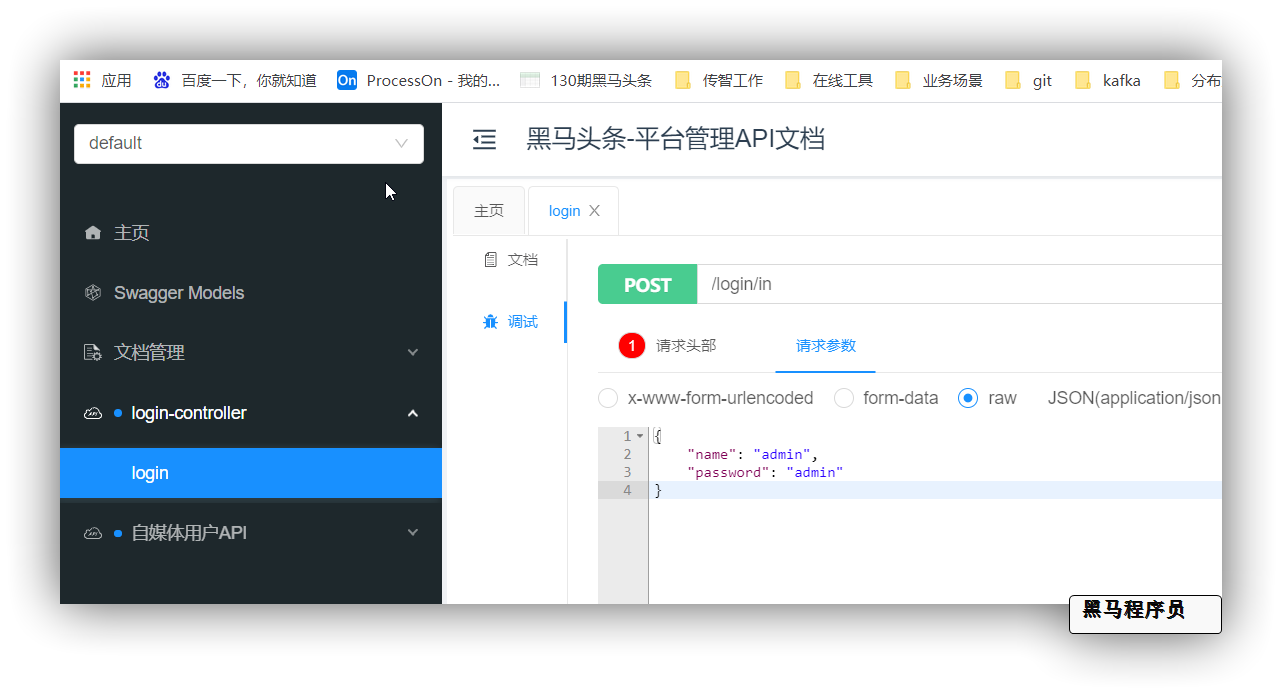 应用 百度一下，你就知道 On ProcessOn - 我的... 130期黑马头条 传智工作 在线工具 业务场景 git kafka 分布
default
黑马头条-平台管理API文档
主页 login
主页
Swagger Models
文档管理
login-controller
login
自媒体用户API
文档
调试
POST /login/in
1 请求头部 请求参数
x-www-form-urlencoded form-data raw JSON(application/json
1 {
2 "name": "admin",
3 "password": "admin"
4 }
黑马程序员